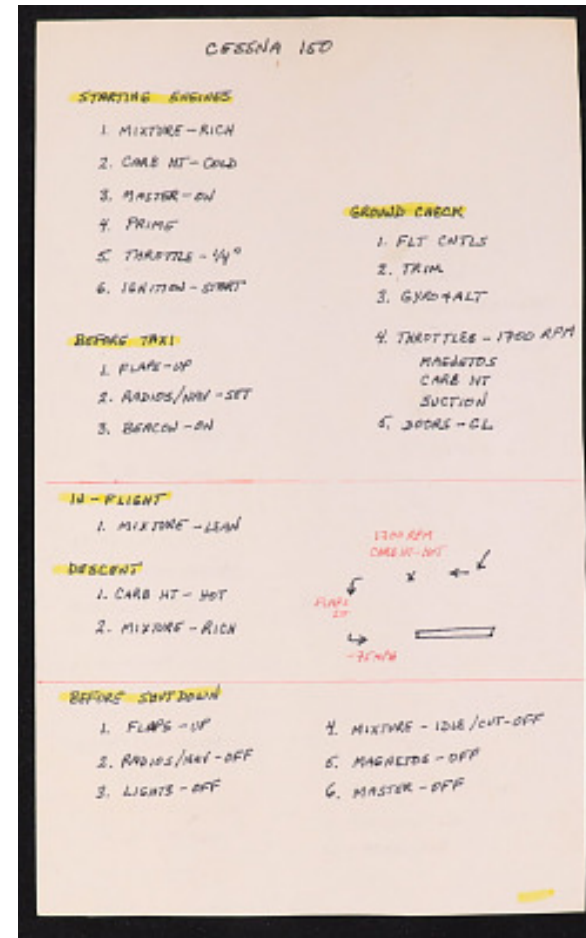 CESSNA 150
STARTING ENGINES
1. MIXTURE - RICH
2. CARB HT - COLD
3. MASTER - ON
4. PRIME
5. THROTTLE - 1/4"
6. IGNITION - START
BEFORE TAXI
1. FLAPS - UP
2. RADIOS/NAV - SET
3. BEACON - ON
GROUND CHECK
1. FLT CNTLS
2. TRIM
3. GYRO + ALT
4. THROTTLES - 1700 RPM
MAGNETOS
CARB HT
SUCTION
5. DOORS - CL
IN-FLIGHT
1. MIXTURE - LEAN
DESCENT
1. CARB HT - HOT
2. MIXTURE - RICH
1700 RPM
CARB HT - HOT
FLAPS
-75 MPH
BEFORE SHUTDOWN
1. FLAPS - UP
2. RADIOS/NAV - OFF
3. LIGHTS - OFF
4. MIXTURE - IDLE/CUT-OFF
5. MAGNETOS - OFF
6. MASTER - OFF